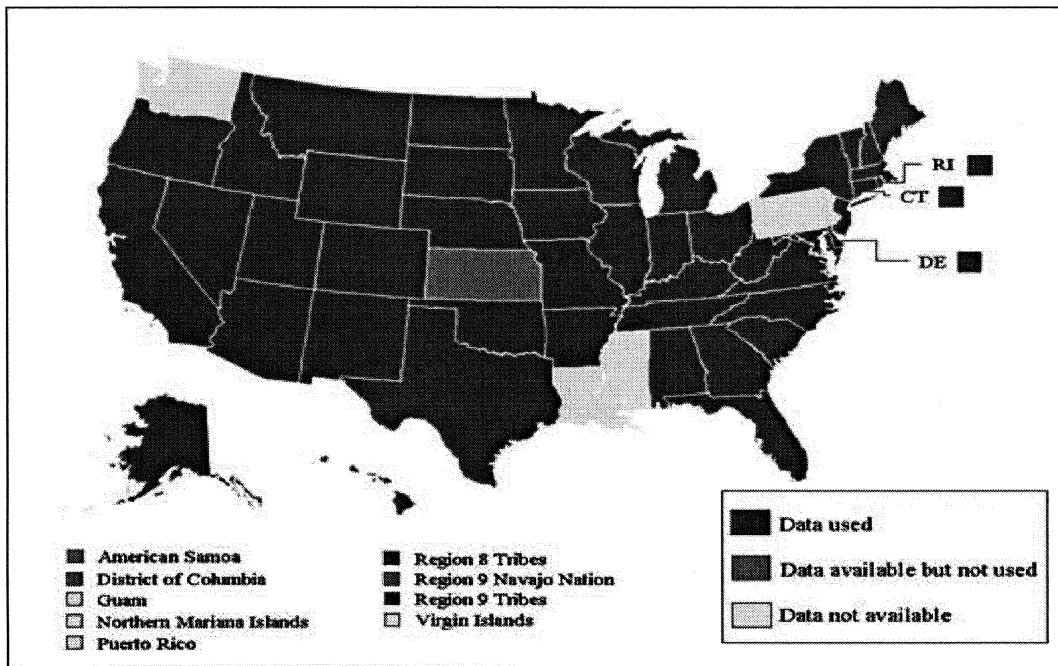 RI
CT
DE
American Samoa
District of Columbia
Guam
Northern Mariana Islands
Puerto Rico
Region 8 Tribes
Region 9 Navajo Nation
Region 9 Tribes
Virgin Islands
Data used
Data available but not used
Data not available